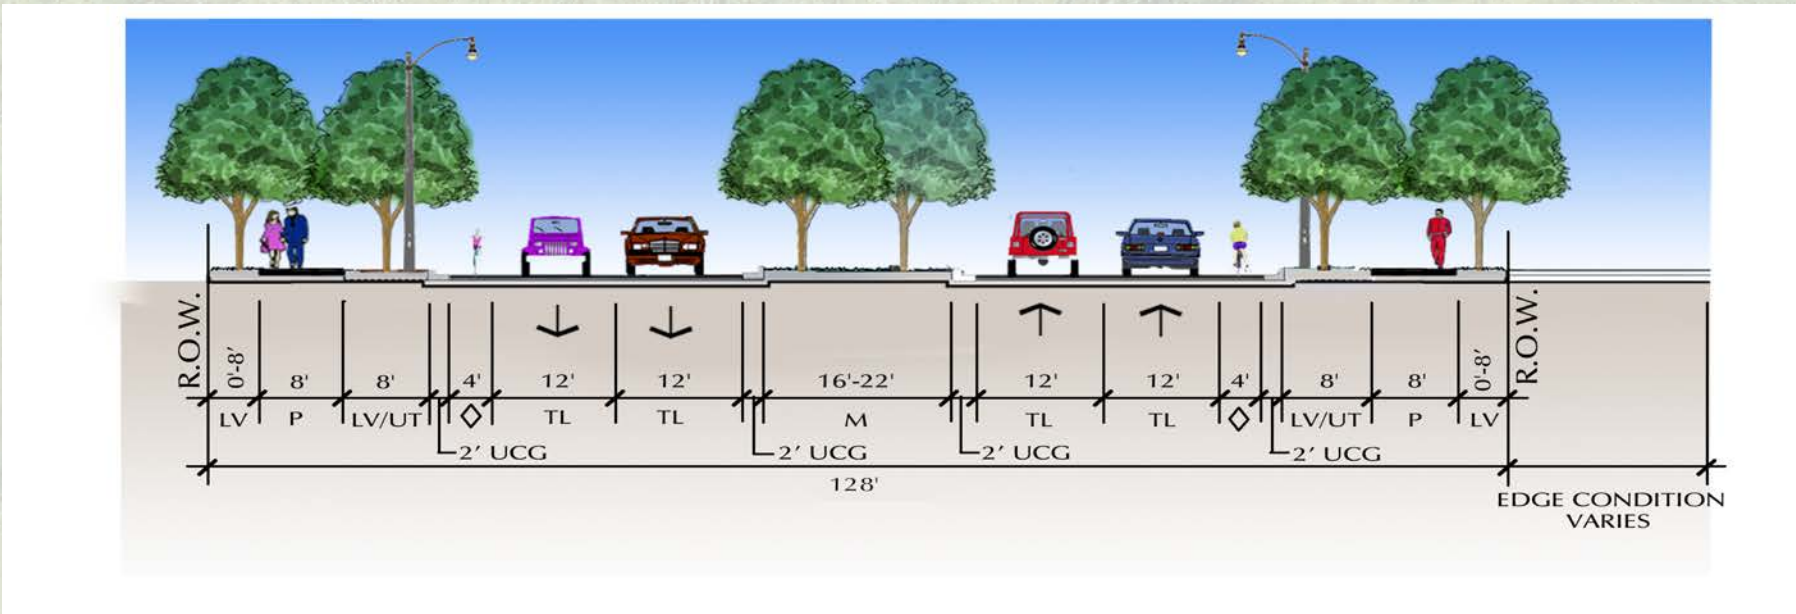 R.O.W. 0'-8' 8' 8' 4' 12' 12' 16'-22' 12' 12' 4' 8' 8' 0'-8' R.O.W.
LV P LV/UT TL TL M TL TL LV/UT P LV
2' UCG 2' UCG 2' UCG 2' UCG
128'
EDGE CONDITION
VARIES